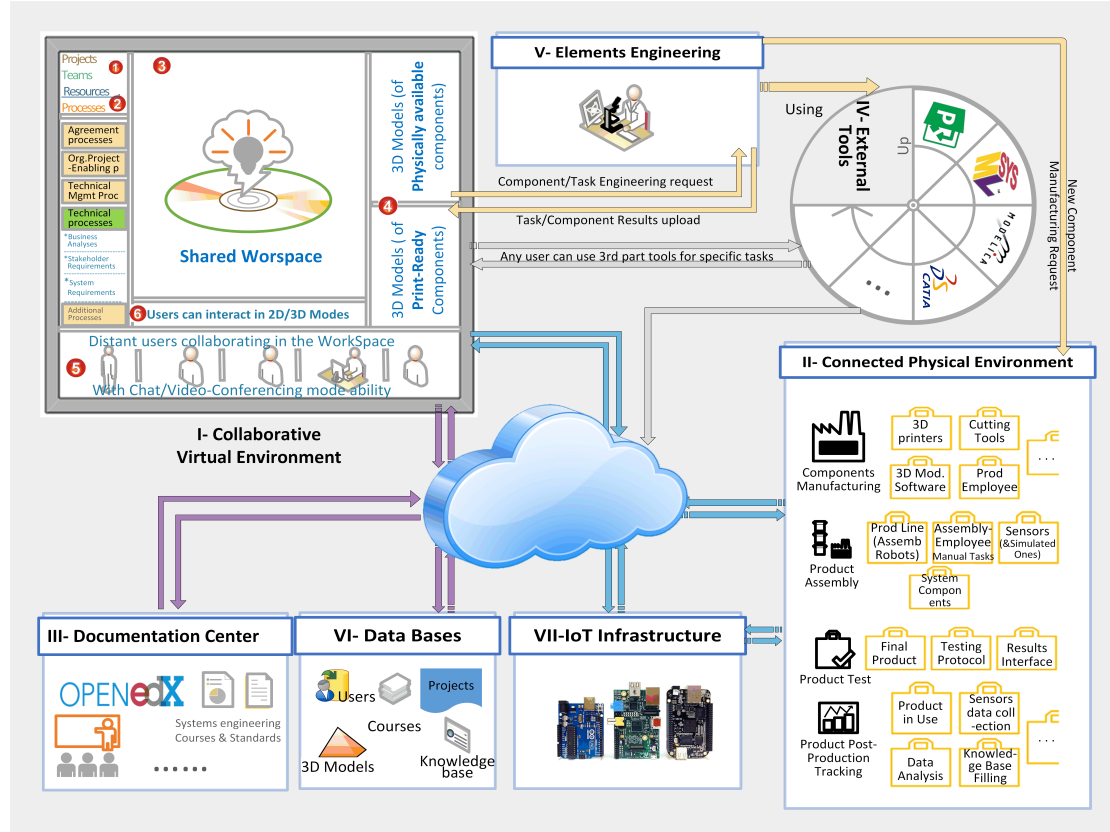 Projects
Teams
Resources
Processes
1
2
Agreement
processes
Org.Project
-Enabling p
Technical
Mgmt Proc
Technical
processes
*Business
Analyses
*Stakeholder
Requirements
*System
Requirements
Additional
Processes
3
Shared Worspace
6
Users can interact in 2D/3D Modes
3D Models (of
Physically available
components)
4
3D Models ( of
Print-Ready
Components)
5
Distant users collaborating in the WorkSpace
With Chat/Video-Conferencing mode ability
I- Collaborative
Virtual Environment
V- Elements Engineering
Component/Task Engineering request
Task/Component Results upload
Any user can use 3rd part tools for specific tasks
Using
IV- External
Tools
Up
SYS
ML
MODELICA
DS
CATIA
...
New Component
Manufacturing Request
II- Connected Physical Environment
Components
Manufacturing
3D
printers
Cutting
Tools
3D Mod.
Software
Prod
Employee
...
Product
Assembly
Prod Line
(Assemb
Robots)
Assembly-
Employee
Manual Tasks
Sensors
(&Simulated
Ones)
System
Compon
ents
Product Test
Final
Product
Testing
Protocol
Results
Interface
Product Post-
Production
Tracking
Product
in Use
Sensors
data coll
-ection
Data
Analysis
Knowled-
ge Base
Filling
...
III- Documentation Center
OPENedX
Systems engineering
Courses & Standards
......
VI- Data Bases
Users
Projects
Courses
3D Models
Knowledge
base
VII-IoT Infrastructure